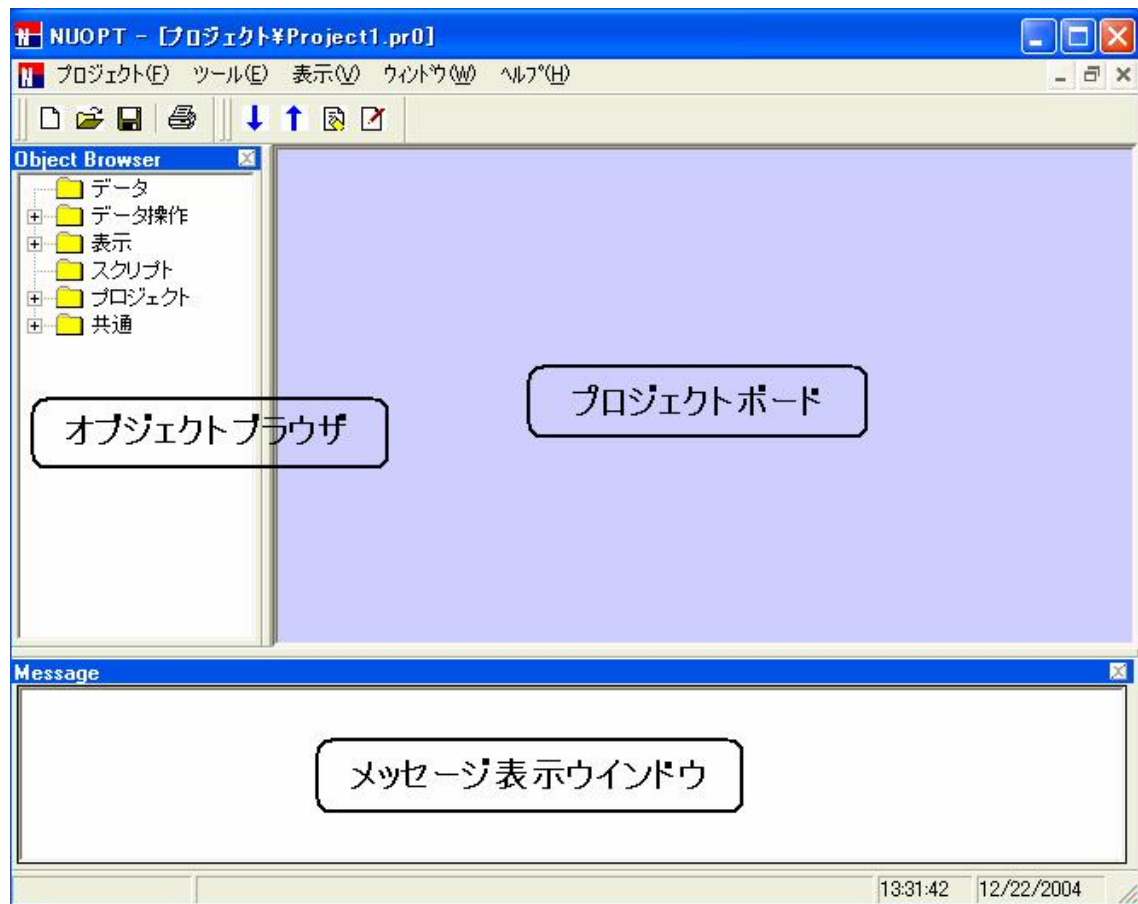 NUOPT - [プロジェクト¥Project1.pr0]
プロジェクト(F) ツール(E) 表示(V) ウィンドウ(W) ヘルプ(H)
Object Browser
データ
データ操作
表示
スクリプト
プロジェクト
共通
プロジェクトボード
オブジェクトブラウザ
Message
メッセージ表示ウインドウ
13:31:42 12/22/2004